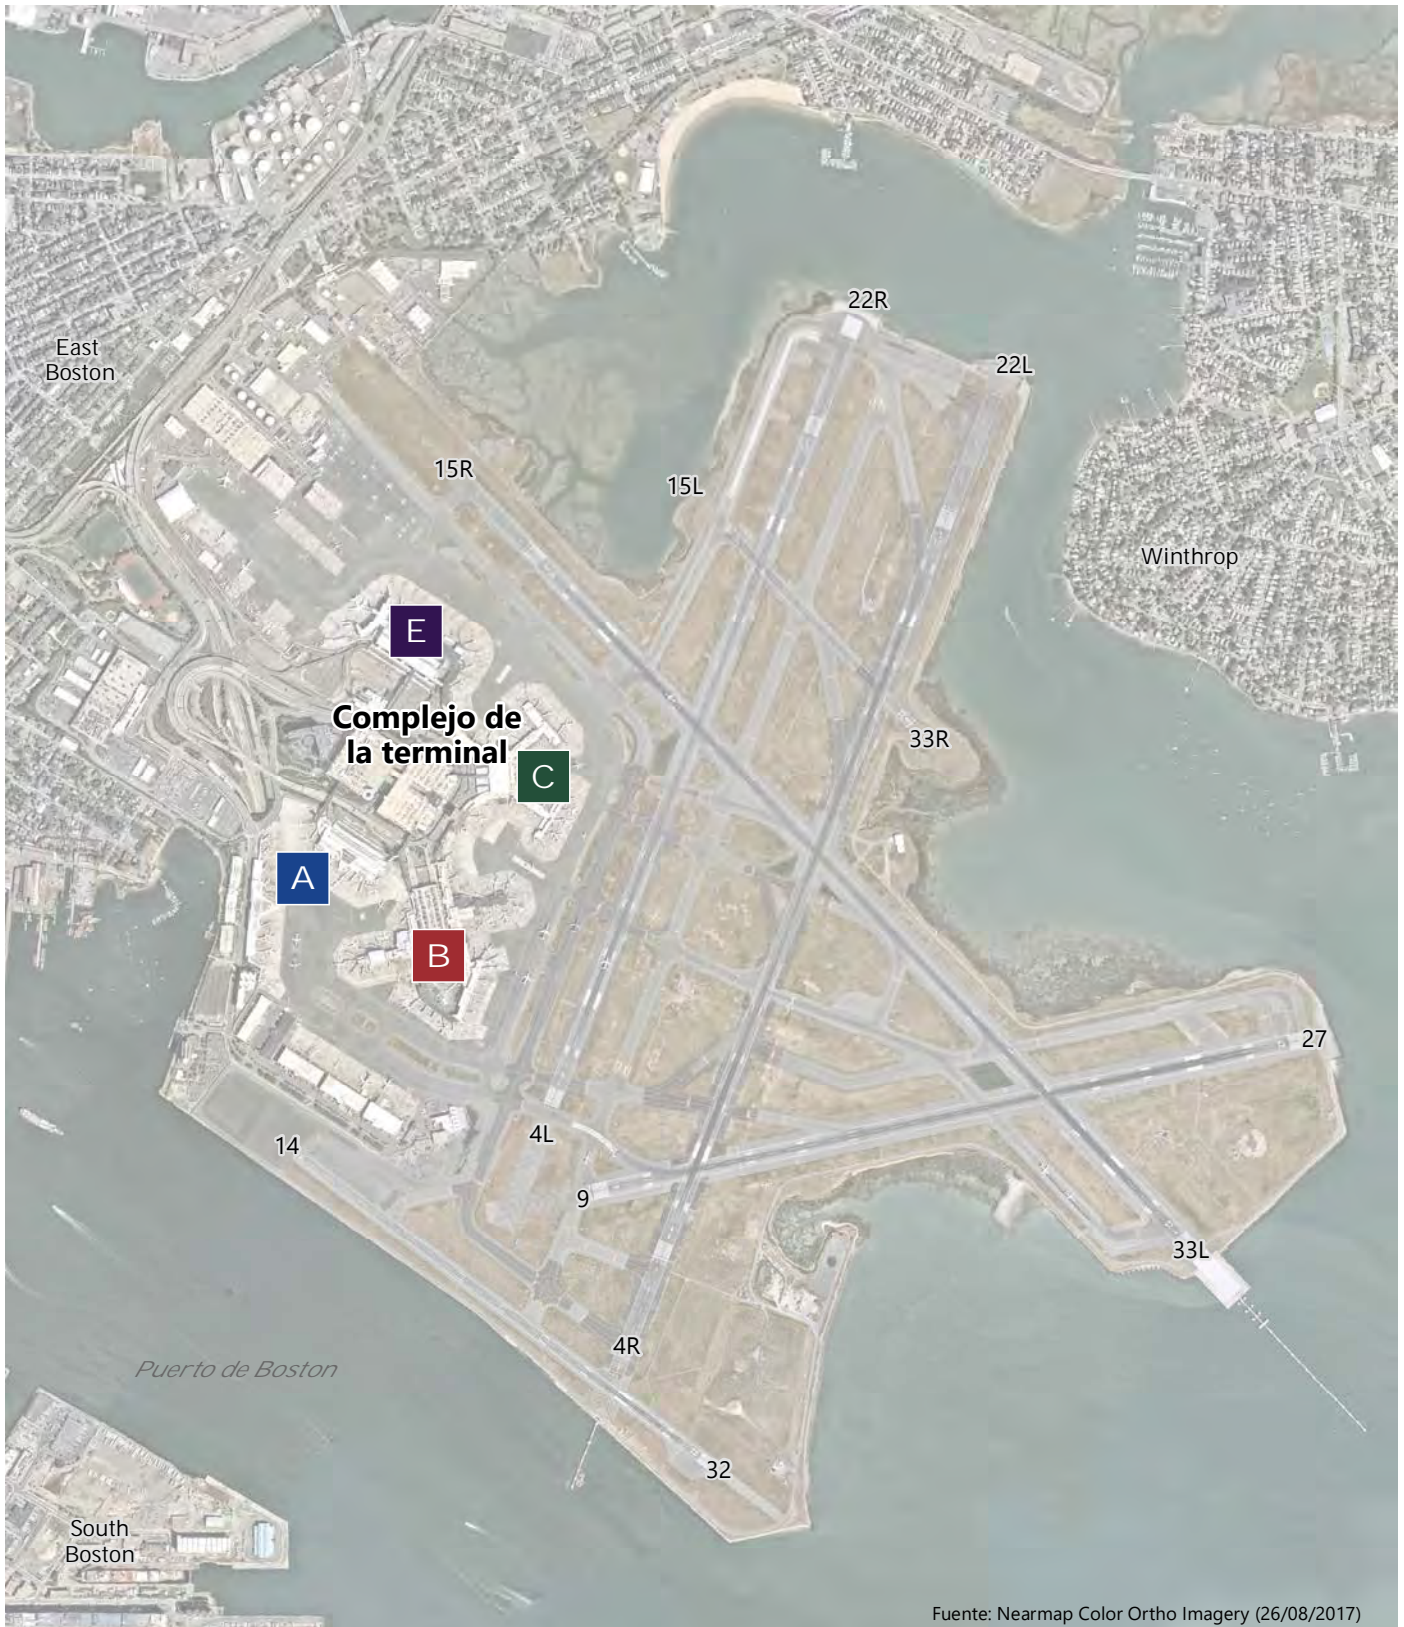 22R
East
Boston
22L
15R
15L
Winthrop
E
Complejo de
la terminal
33R
C
A
B
27
4L
14
9
33L
4R
Puerto de Boston
32
South
Boston
Fuente: Nearmap Color Ortho Imagery (26/08/2017)